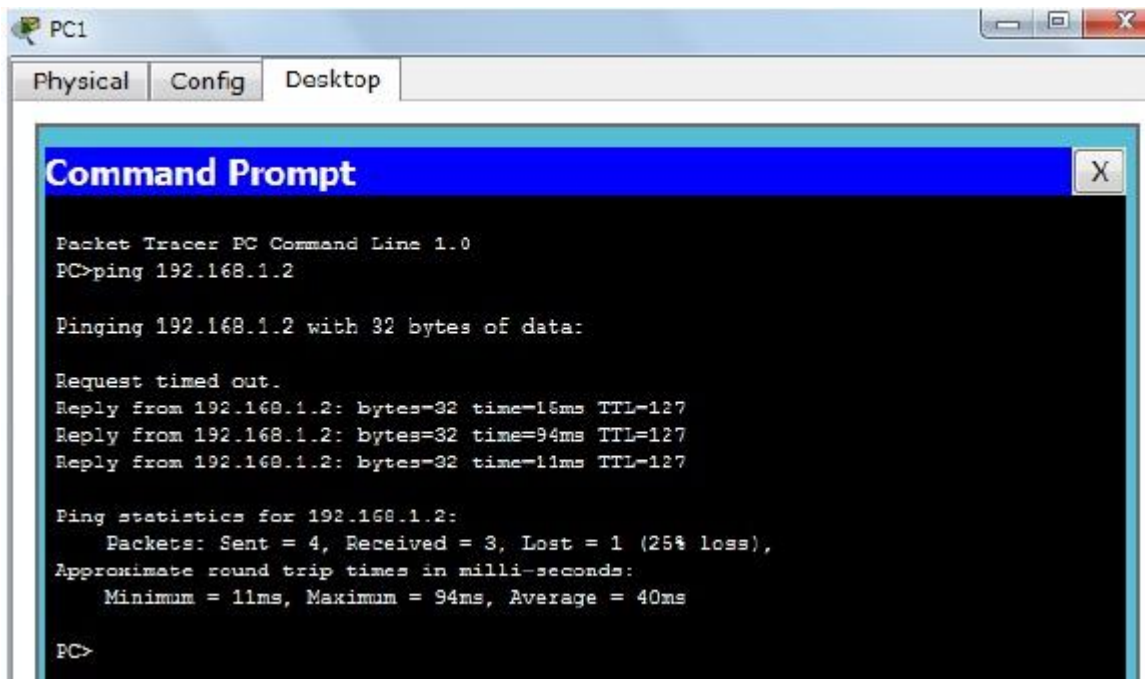 PC1
Physical Config Desktop
Command Prompt X
Packet Tracer PC Command Line 1.0
PC>ping 192.168.1.2
Pinging 192.168.1.2 with 32 bytes of data:
Request timed out.
Reply from 192.168.1.2: bytes=32 time=15ms TTL=127
Reply from 192.168.1.2: bytes=32 time=94ms TTL=127
Reply from 192.168.1.2: bytes=32 time=11ms TTL=127
Ping statistics for 192.168.1.2:
Packets: Sent = 4, Received = 3, Lost = 1 (25% loss),
Approximate round trip times in milli-seconds:
Minimum = 11ms, Maximum = 94ms, Average = 40ms
PC>